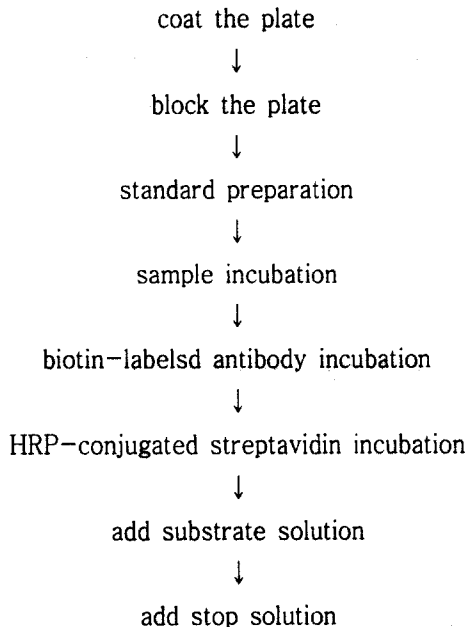 coat the plate
↓
block the plate
↓
standard preparation
↓
sample incubation
↓
biotin-labelsd antibody incubation
↓
HRP-conjugated streptavidin incubation
↓
add substrate solution
↓
add stop solution